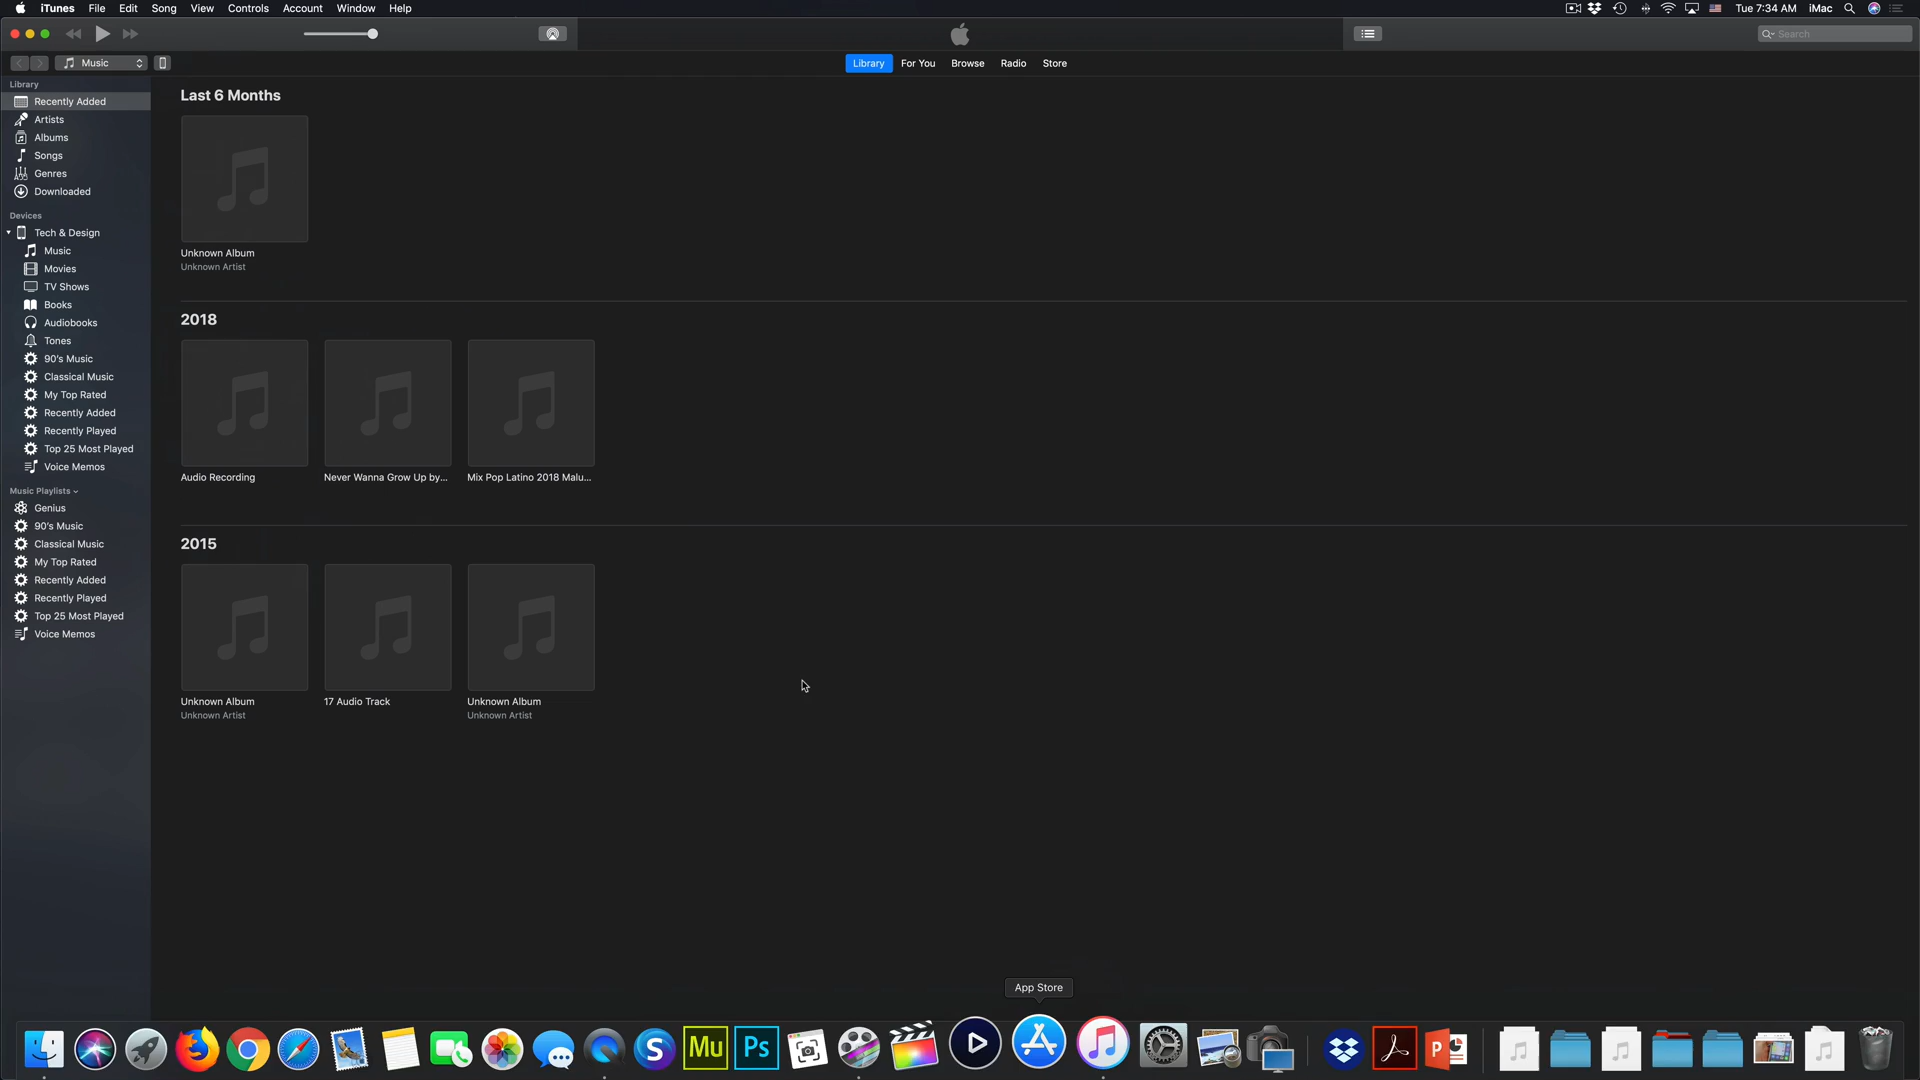 iTunes File Edit Song View Controls Account Window Help Tue 7:34 AM iMac
Search
Music Library For You Browse Radio Store
Library
Recently Added
Artists
Albums
Songs
Genres
Downloaded
Devices
Tech & Design
Music
Movies
TV Shows
Books
Audiobooks
Tones
90's Music
Classical Music
My Top Rated
Recently Added
Recently Played
Top 25 Most Played
Voice Memos
Music Playlists
Genius
90's Music
Classical Music
My Top Rated
Recently Added
Recently Played
Top 25 Most Played
Voice Memos
Last 6 Months
Unknown Album
Unknown Artist
2018
Audio Recording Never Wanna Grow Up by... Mix Pop Latino 2018 Malu...
2015
Unknown Album 17 Audio Track Unknown Album
Unknown Artist Unknown Artist
App Store
S Mu Ps P